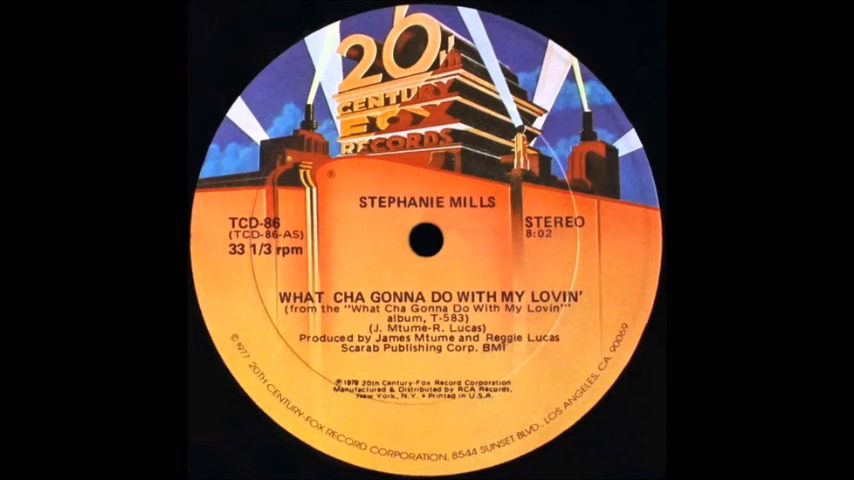 20th
CENTURY
FOX
RECORDS
®
STEPHANIE MILLS
TCD-86
(TCD-86-AS)
33 1/3 rpm
STEREO
8:02
WHAT CHA GONNA DO WITH MY LOVIN'
(from the "What Cha Gonna Do With My Lovin'"
album, T-583)
(J. Mtume-R. Lucas)
Produced by James Mtume and Reggie Lucas
Scarab Publishing Corp. BMI
℗ 1979 20th Century-Fox Record Corporation
Manufactured & Distributed by RCA Records,
New York, N.Y. • Printed in U.S.A.
© 1977 20TH CENTURY-FOX RECORD CORPORATION, 8544 SUNSET BLVD., LOS ANGELES, CA. 90069